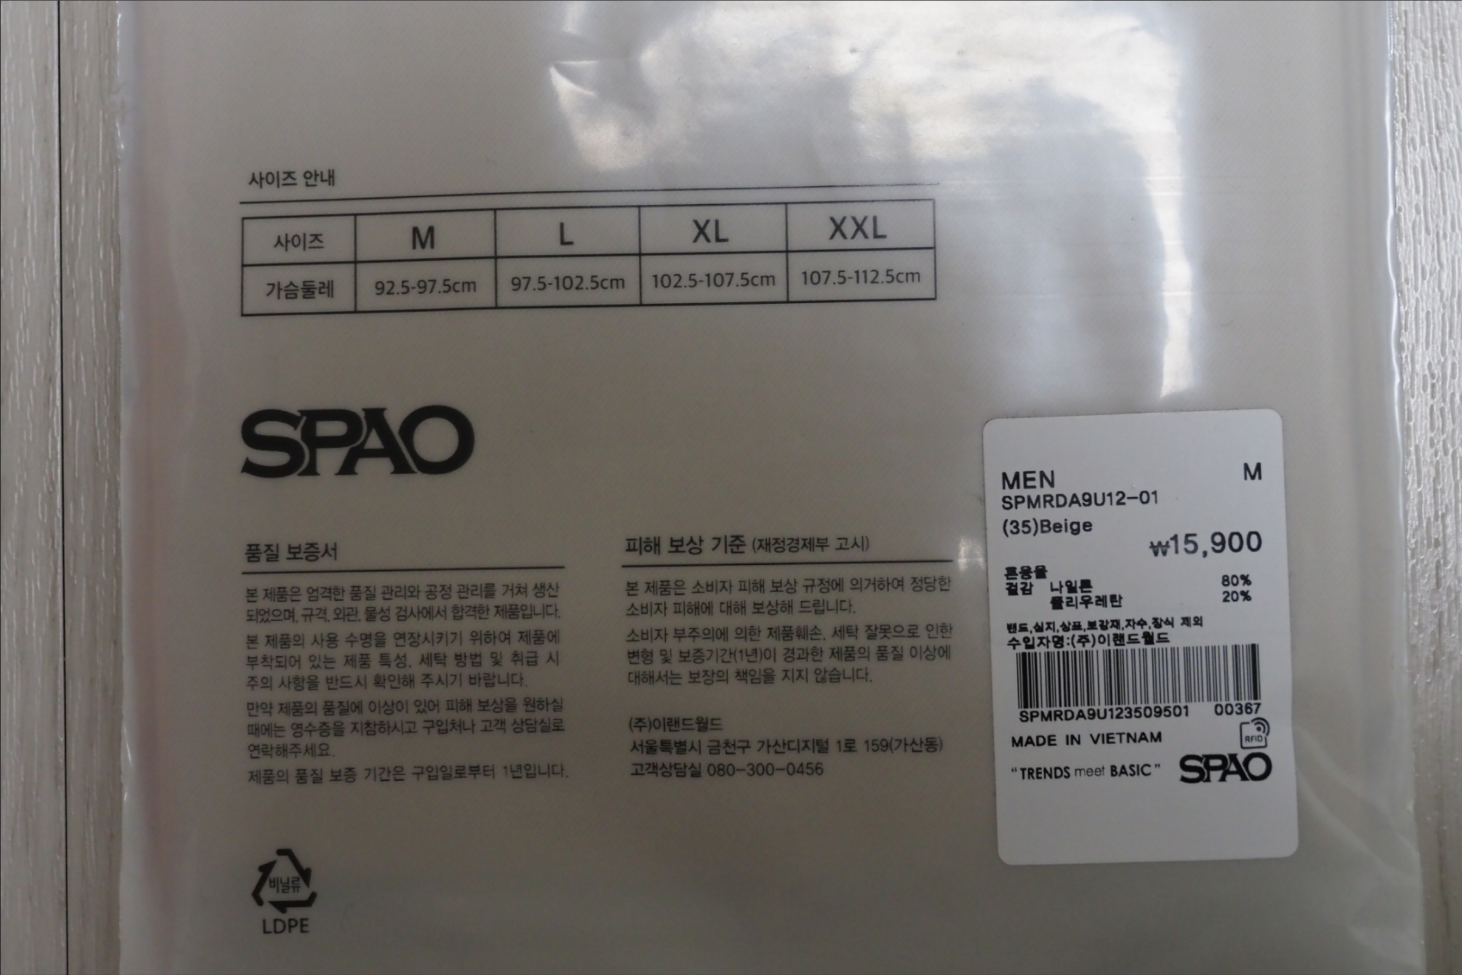 사이즈 안내
사이즈 M L XL XXL
가슴둘레 92.5-97.5cm 97.5-102.5cm 102.5-107.5cm 107.5-112.5cm
SPAO
품질 보증서
본 제품은 엄격한 품질 관리와 공정 관리를 거쳐 생산
되었으며, 규격, 외관, 물성 검사에서 합격한 제품입니다.
본 제품의 사용 수명을 연장시키기 위하여 제품에
부착되어 있는 제품 특성, 세탁 방법 및 취급 시
주의 사항을 반드시 확인해 주시기 바랍니다.
만약 제품의 품질에 이상이 있어 피해 보상을 원하실
때에는 영수증을 지참하시고 구입처나 고객 상담실로
연락해주세요.
제품의 품질 보증 기간은 구입일로부터 1년입니다.
피해 보상 기준 (재정경제부 고시)
본 제품은 소비자 피해 보상 규정에 의거하여 정당한
소비자 피해에 대해 보상해 드립니다.
소비자 부주의에 의한 제품훼손, 세탁 잘못으로 인한
변형 및 보증기간(1년)이 경과한 제품의 품질 이상에
대해서는 보장의 책임을 지지 않습니다.
(주)이랜드월드
서울특별시 금천구 가산디지털 1로 159(가산동)
고객상담실 080-300-0456
비닐류
LDPE
MEN M
SPMRDA9U12-01
(35)Beige
₩15,900
혼용율
겉감 나일론 80%
폴리우레탄 20%
밴드,심지,상표,보강재,자수,장식 제외
수입자명:(주)이랜드월드
SPMRDA9U123509501 00367
MADE IN VIETNAM
RFID
"TRENDS meet BASIC" SPAO